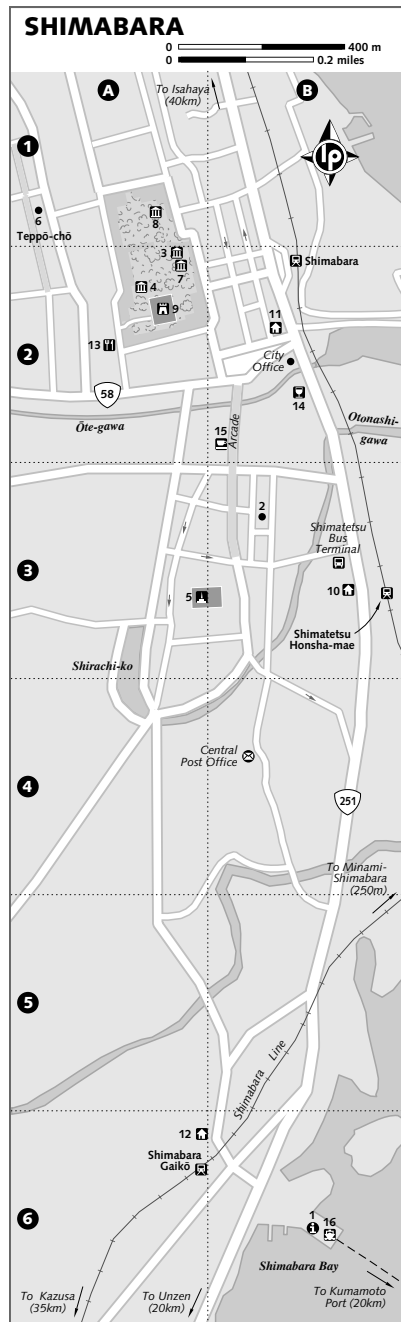 SHIMABARA
0 400 m
0 0.2 miles
A
B
To Isahaya
(40km)
1
lp
6
Teppō-chō
8
3
7
Shimabara
4
9
11
2
13
City
Office
58
14
Ōte-gawa
15
Arcade
Otonashi-
gawa
2
Shimatetsu
Bus
Terminal
3
5
10
Shimatetsu
Honsha-mae
Shirachi-ko
Central
Post Office
4
251
To Minami-
Shimabara
(250m)
5
Shimabara Line
12
Shimabara
Gaikō
6
1
16
Shimabara Bay
To Kazusa
(35km)
To Unzen
(20km)
To Kumamoto
Port (20km)